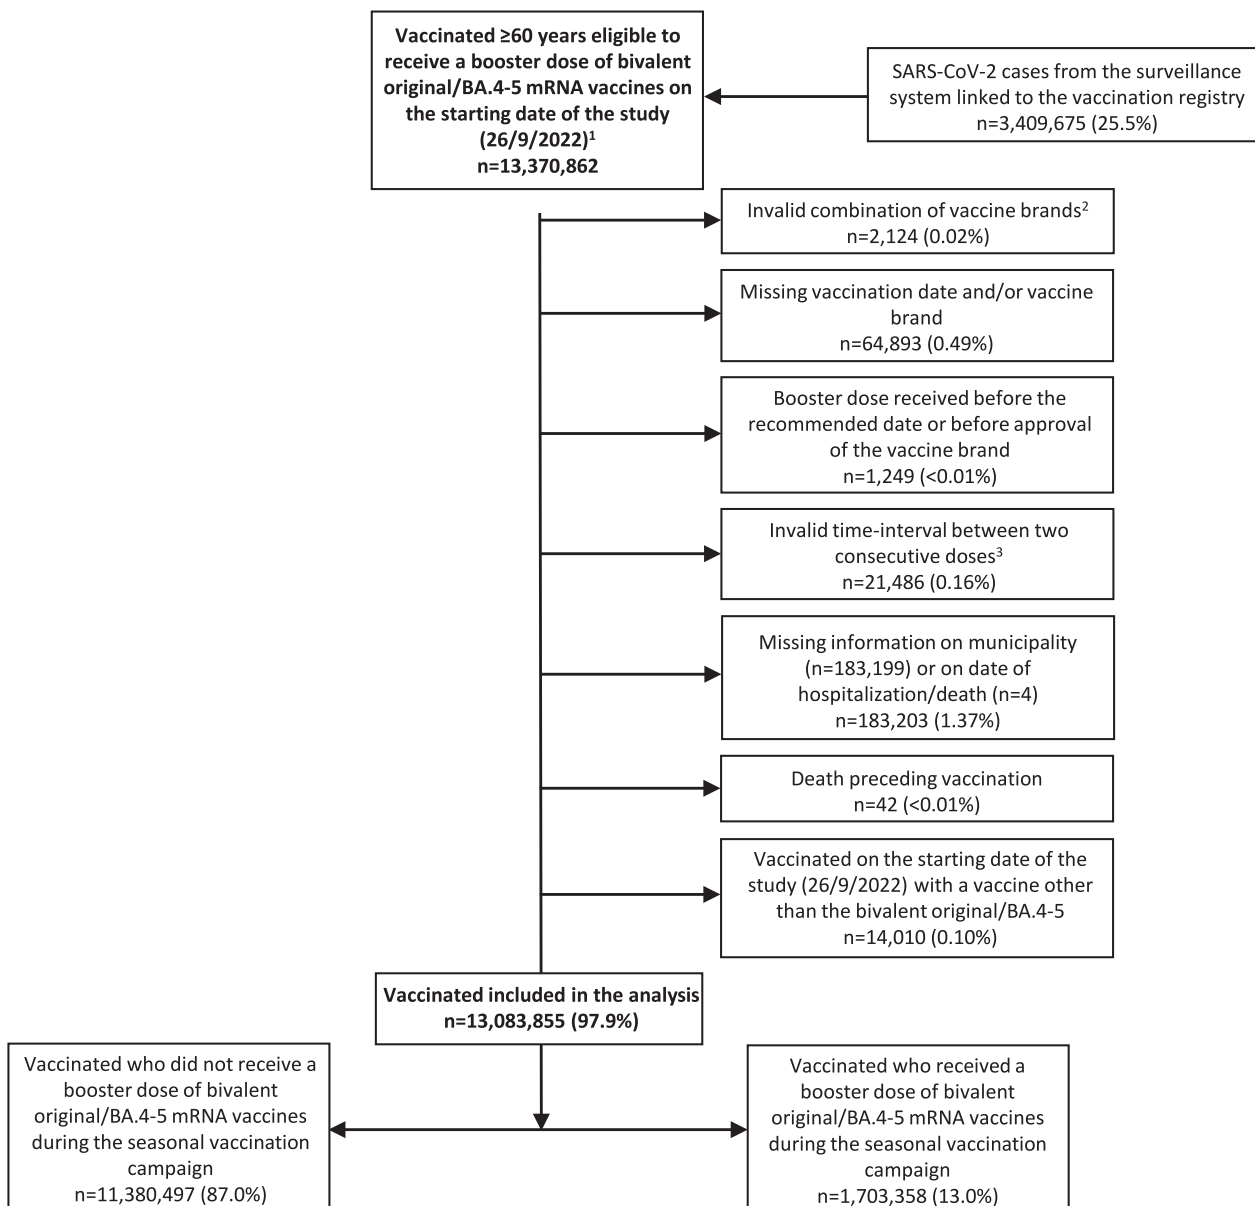 Vaccinated ≥60 years eligible to
receive a booster dose of bivalent
original/BA.4-5 mRNA vaccines on
the starting date of the study
(26/9/2022)¹
n=13,370,862
SARS-CoV-2 cases from the surveillance
system linked to the vaccination registry
n=3,409,675 (25.5%)
Invalid combination of vaccine brands²
n=2,124 (0.02%)
Missing vaccination date and/or vaccine
brand
n=64,893 (0.49%)
Booster dose received before the
recommended date or before approval
of the vaccine brand
n=1,249 (<0.01%)
Invalid time-interval between two
consecutive doses³
n=21,486 (0.16%)
Missing information on municipality
(n=183,199) or on date of
hospitalization/death (n=4)
n=183,203 (1.37%)
Death preceding vaccination
n=42 (<0.01%)
Vaccinated on the starting date of the
study (26/9/2022) with a vaccine other
than the bivalent original/BA.4-5
n=14,010 (0.10%)
Vaccinated included in the analysis
n=13,083,855 (97.9%)
Vaccinated who did not receive a
booster dose of bivalent
original/BA.4-5 mRNA vaccines
during the seasonal vaccination
campaign
n=11,380,497 (87.0%)
Vaccinated who received a
booster dose of bivalent
original/BA.4-5 mRNA vaccines
during the seasonal vaccination
campaign
n=1,703,358 (13.0%)